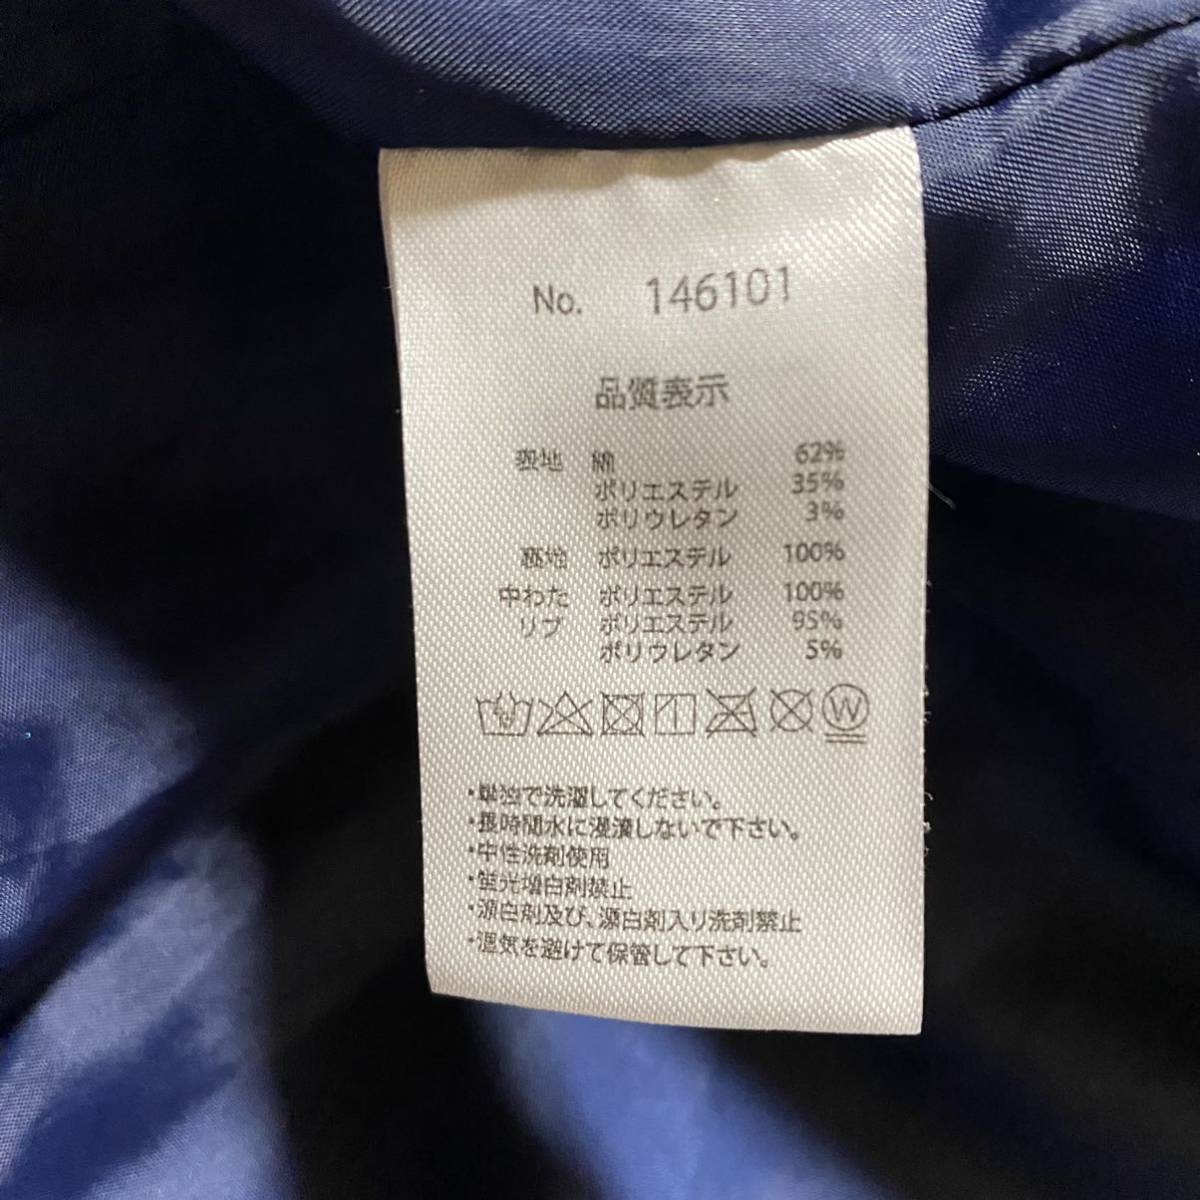 No. 146101
品質表示
表地 綿 62%
ポリエステル 35%
ポリウレタン 3%
裏地 ポリエステル 100%
中わた ポリエステル 100%
リブ ポリエステル 95%
ポリウレタン 5%
W
・単独で洗濯してください。
・長時間水に浸漬しないで下さい。
・中性洗剤使用
・蛍光増白剤禁止
・漂白剤及び、漂白剤入り洗剤禁止
・湿気を避けて保管して下さい。